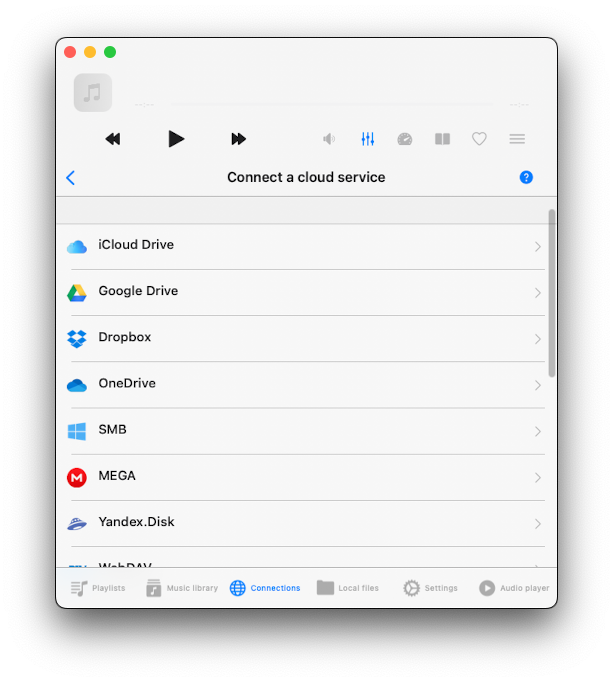 --:--
--:--
Connect a cloud service
?
iCloud Drive
Google Drive
Dropbox
OneDrive
SMB
MEGA
Yandex.Disk
WebDAV
Playlists Music library Connections Local files Settings Audio player